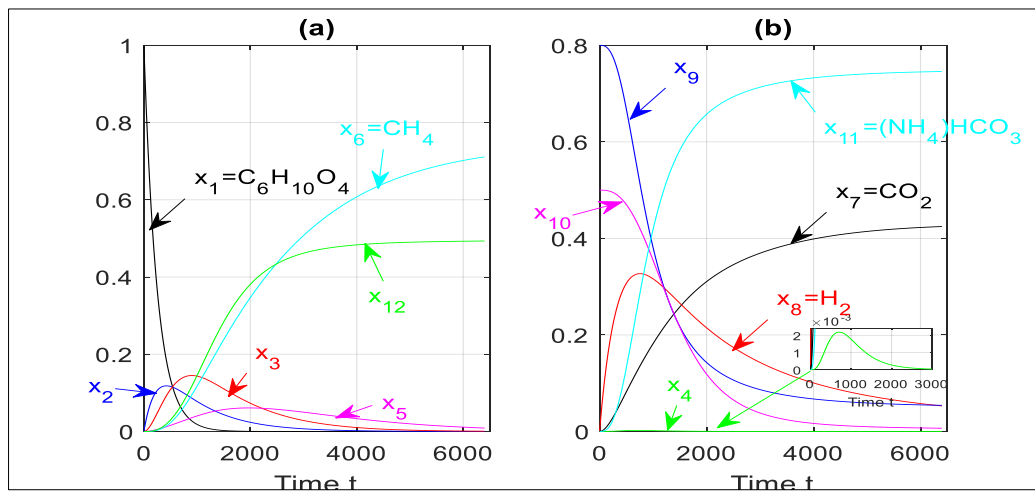 (a)
1
0.8
0.6
0.4
0.2
0
0 2000 4000 6000
Time t
x₆=CH₄
x₁=C₆H₁₀O₄
x₁₂
x₃
x₂
x₅
(b)
0.8
0.6
0.4
0.2
0
0 2000 4000 6000
Time t
x₉
x₁₁=(NH₄)HCO₃
x₇=CO₂
x₁₀
x₈=H₂
x₄
×10⁻³
2
1
0
0 1000 2000 3000
Time t